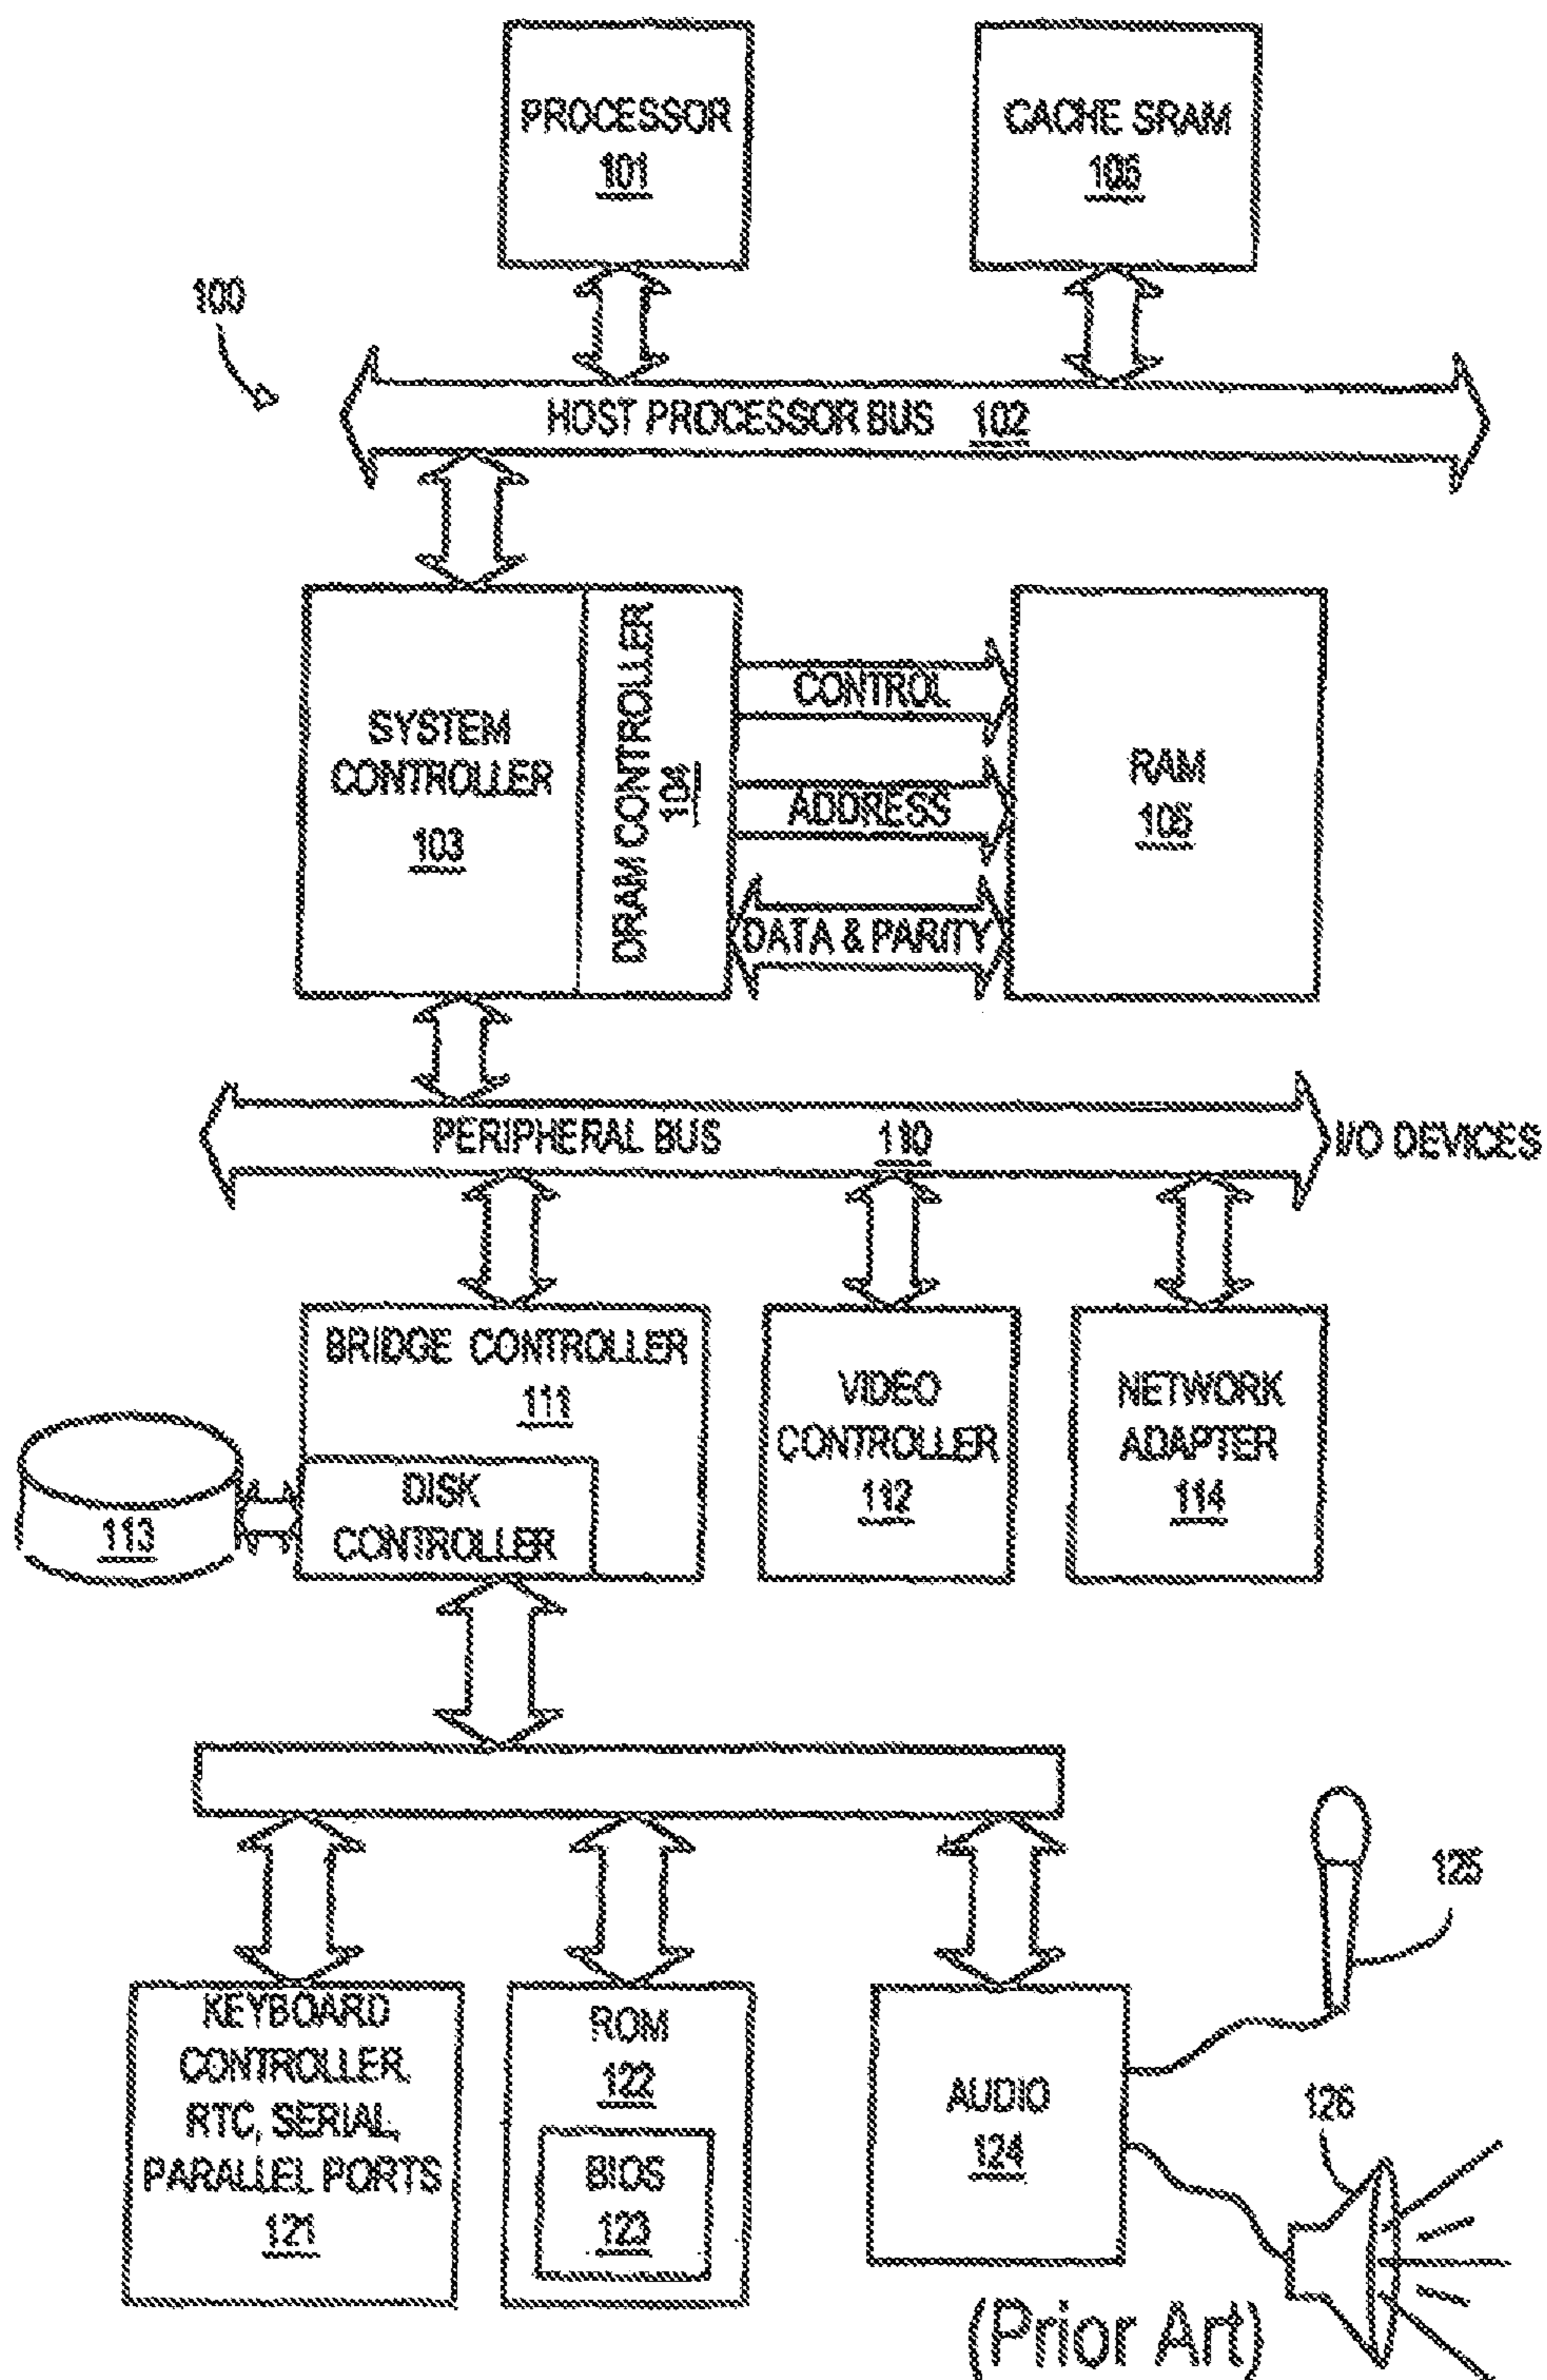 PROCESSOR
101
CACHE SRAM
106
100
HOST PROCESSOR BUS 102
SYSTEM
CONTROLLER
103
DRAM CONTROLLER
104
CONTROL
ADDRESS
DATA & PARITY
RAM
105
PERIPHERAL BUS 110
I/O DEVICES
BRIDGE CONTROLLER
111
DISK
CONTROLLER
113
VIDEO
CONTROLLER
112
NETWORK
ADAPTER
114
KEYBOARD
CONTROLLER,
RTC, SERIAL,
PARALLEL PORTS
121
ROM
122
BIOS
123
AUDIO
124
125
126
(Prior Art)